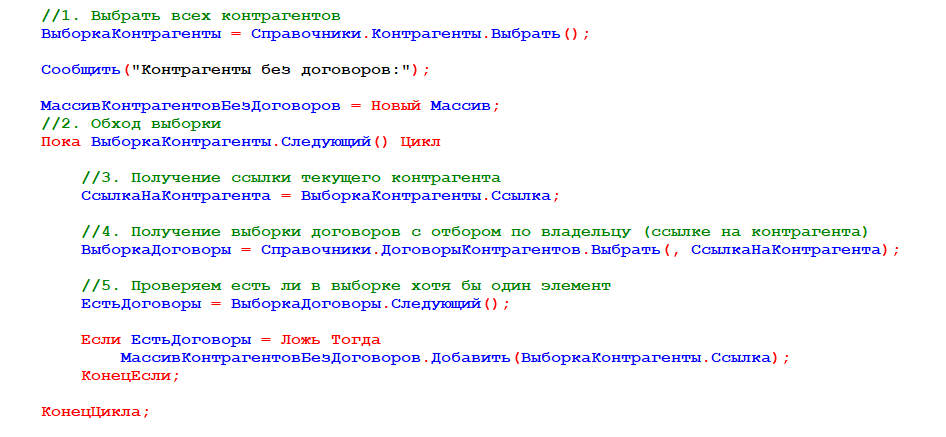 //1. Выбрать всех контрагентов
ВыборкаКонтрагенты = Справочники.Контрагенты.Выбрать();
Сообщить("Контрагенты без договоров:");
МассивКонтрагентовБезДоговоров = Новый Массив;
//2. Обход выборки
Пока ВыборкаКонтрагенты.Следующий() Цикл
//3. Получение ссылки текущего контрагента
СсылкаНаКонтрагента = ВыборкаКонтрагенты.Ссылка;
//4. Получение выборки договоров с отбором по владельцу (ссылке на контрагента)
ВыборкаДоговоры = Справочники.ДоговорыКонтрагентов.Выбрать(, СсылкаНаКонтрагента);
//5. Проверяем есть ли в выборке хотя бы один элемент
ЕстьДоговоры = ВыборкаДоговоры.Следующий();
Если ЕстьДоговоры = Ложь Тогда
МассивКонтрагентовБезДоговоров.Добавить(ВыборкаКонтрагенты.Ссылка);
КонецЕсли;
КонецЦикла;